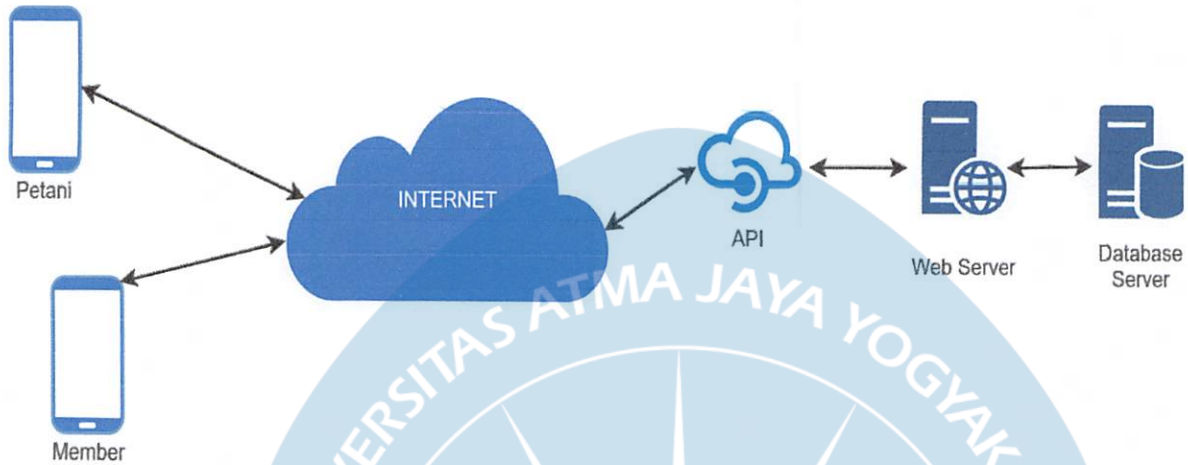 Petani
INTERNET
API
Web Server
Database
Server
Member
ERSITAS ATMA JAYA YOGYAK